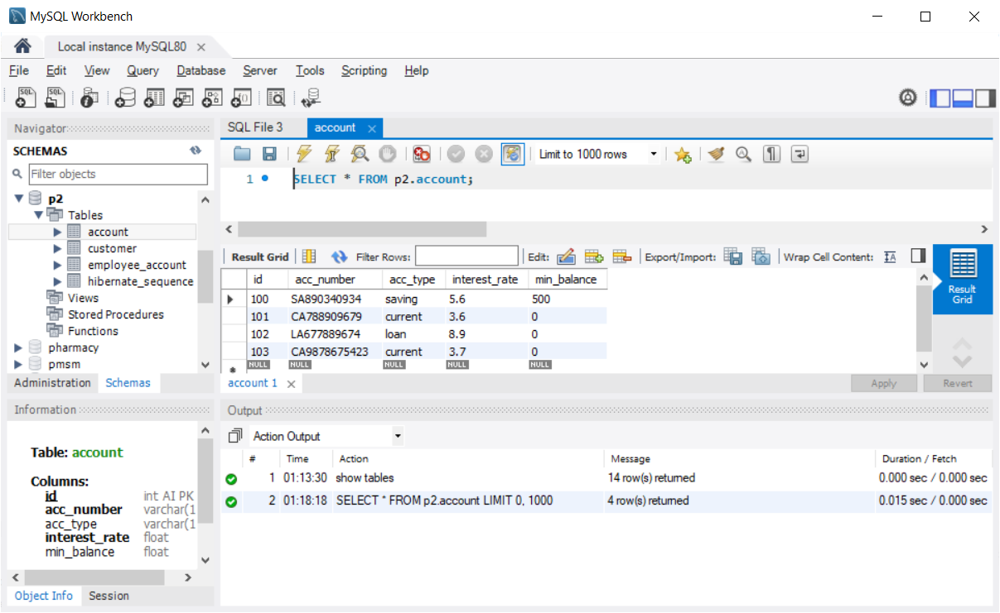 MySQL Workbench
Local instance MySQL80
File Edit View Query Database Server Tools Scripting Help
SQL SQL
Navigator
SCHEMAS
Filter objects
p2
Tables
account
customer
employee_account
hibernate_sequence
Views
Stored Procedures
Functions
pharmacy
pmsm
Administration Schemas
Information
Table: account
Columns:
id int AI PK
acc_number varchar(1
acc_type varchar(1
interest_rate float
min_balance float
Object Info Session
SQL File 3 account
Limit to 1000 rows
1 SELECT * FROM p2.account;
Result Grid Filter Rows: Edit: Export/Import: Wrap Cell Content:
id acc_number acc_type interest_rate min_balance
100 SA890340934 saving 5.6 500
101 CA788909679 current 3.6 0
102 LA677889674 loan 8.9 0
103 CA9878675423 current 3.7 0
NULL NULL NULL NULL NULL
Result
Grid
account 1 Apply Revert
Output
Action Output
# Time Action Message Duration / Fetch
1 01:13:30 show tables 14 row(s) returned 0.000 sec / 0.000 sec
2 01:18:18 SELECT * FROM p2.account LIMIT 0, 1000 4 row(s) returned 0.015 sec / 0.000 sec